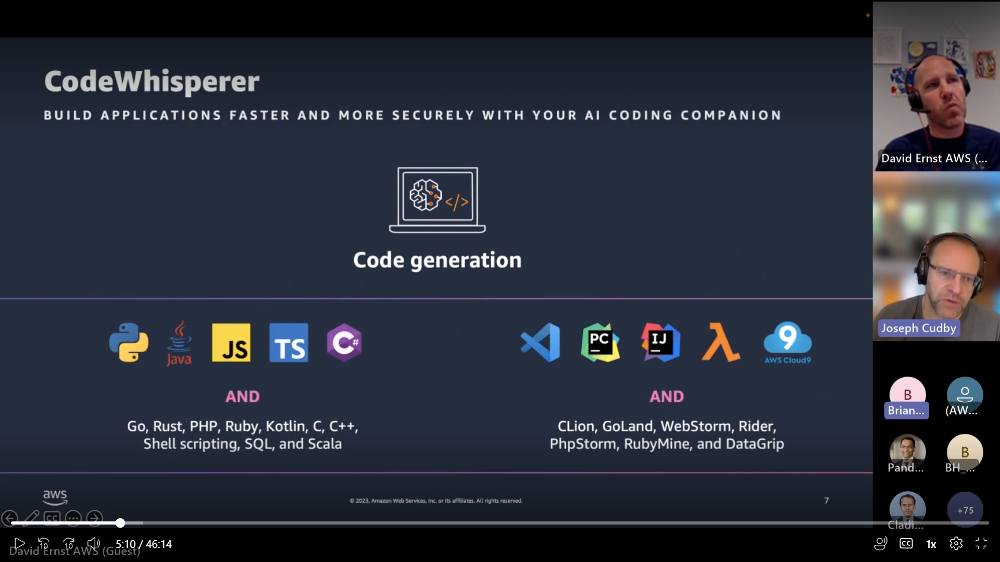 CodeWhisperer
BUILD APPLICATIONS FASTER AND MORE SECURELY WITH YOUR AI CODING COMPANION
</>
Code generation
Java
JS
TS
C#
PC
IJ
9
AWS Cloud9
AND
Go, Rust, PHP, Ruby, Kotlin, C, C++,
Shell scripting, SQL, and Scala
AND
CLion, GoLand, WebStorm, Rider,
PhpStorm, RubyMine, and DataGrip
aws
© 2023, Amazon Web Services, Inc. or its affiliates. All rights reserved.
7
David Ernst AWS (...
Joseph Cudby
B
Brian...
(AW...
Pand...
B
BH_...
Cladi...
+75
CC
10
10
5:10 / 46:14
David Ernst AWS (Guest)
CC
1x